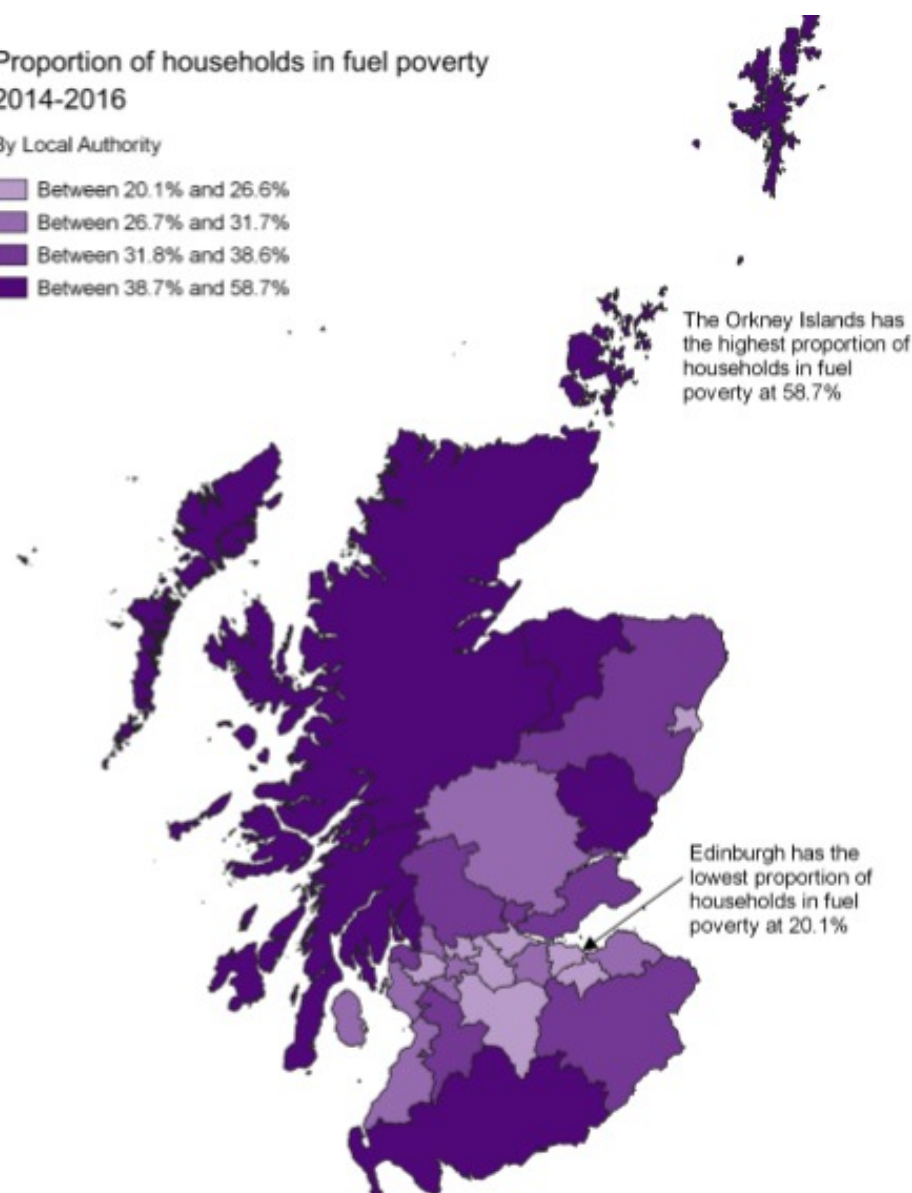 Proportion of households in fuel poverty
2014-2016
By Local Authority
Between 20.1% and 26.6%
Between 26.7% and 31.7%
Between 31.8% and 38.6%
Between 38.7% and 58.7%
The Orkney Islands has
the highest proportion of
households in fuel
poverty at 58.7%
Edinburgh has the
lowest proportion of
households in fuel
poverty at 20.1%